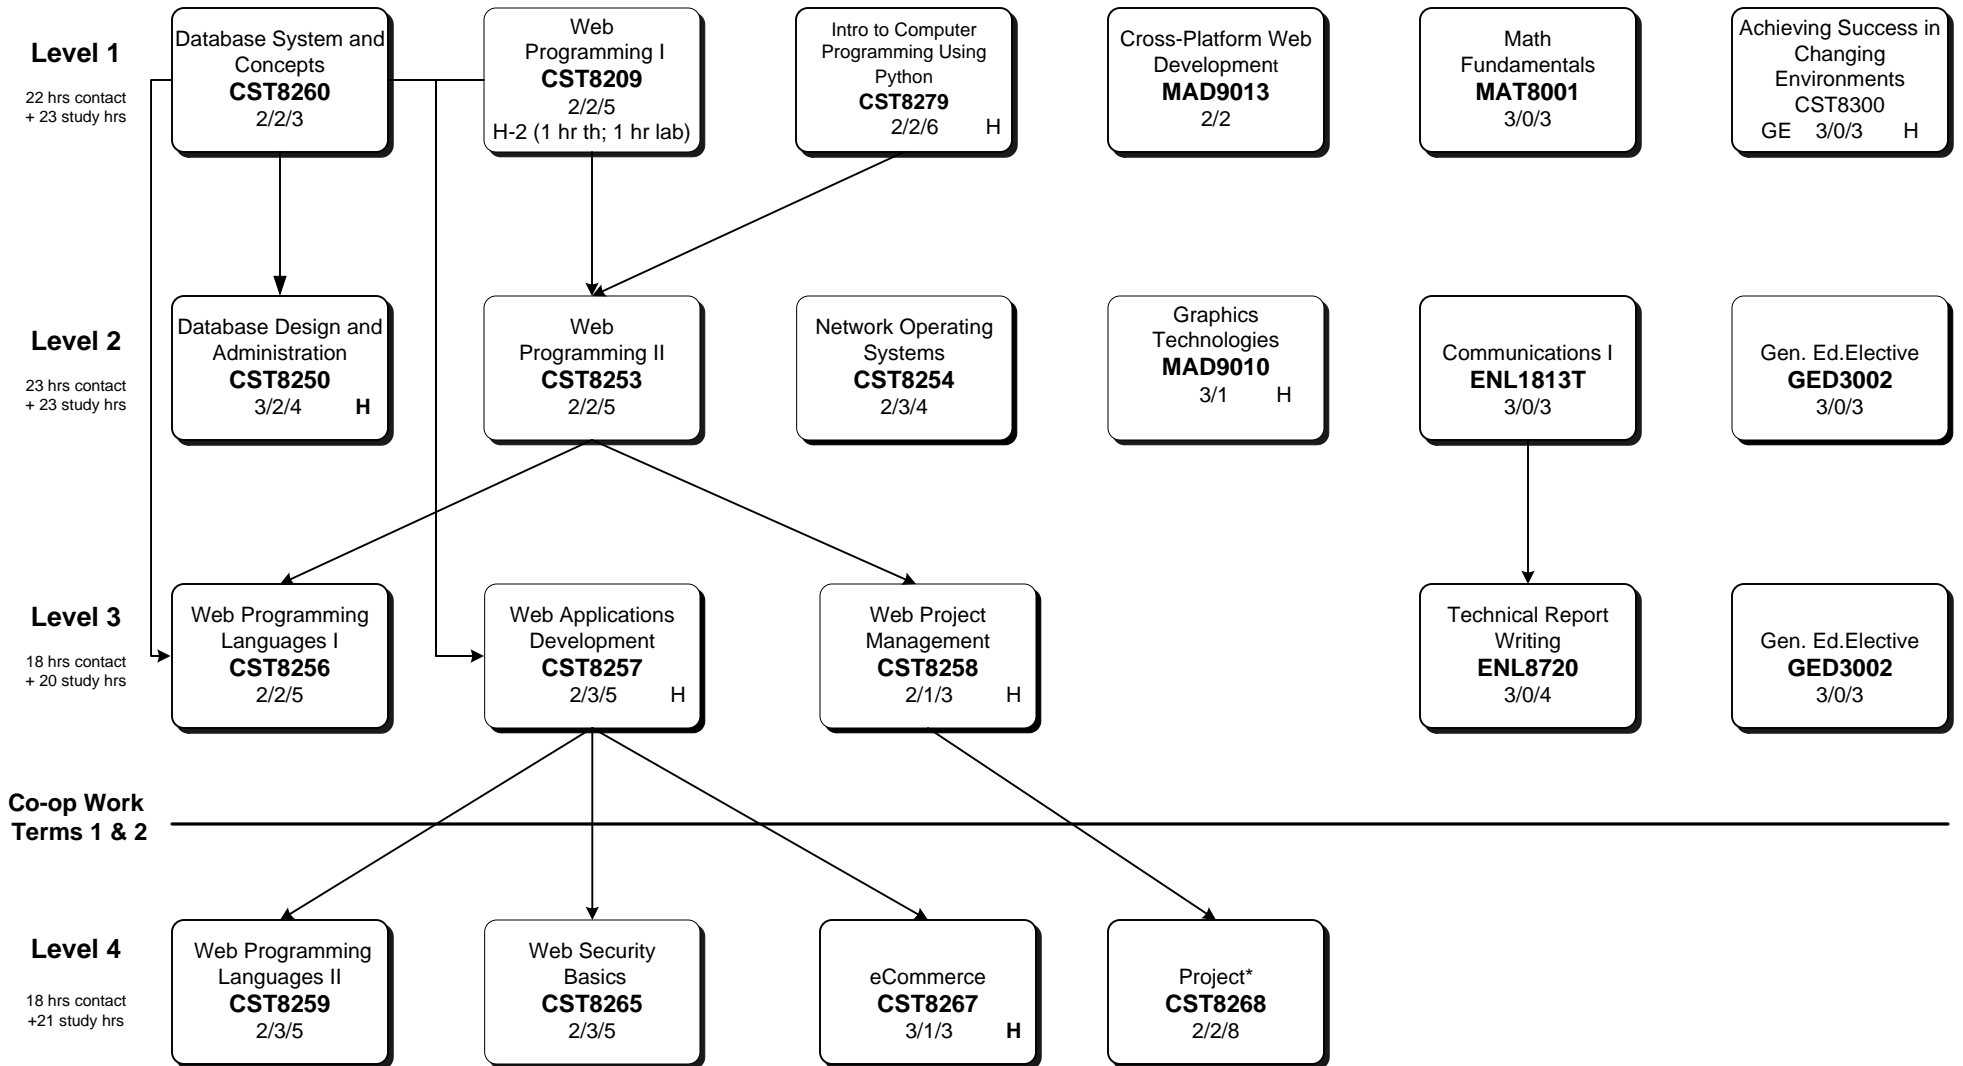 Level 1
22 hrs contact
+ 23 study hrs
Database System and
Concepts
CST8260
2/2/3
Web
Programming I
CST8209
2/2/5
H-2 (1 hr th; 1 hr lab)
Intro to Computer
Programming Using
Python
CST8279
2/2/6 H
Cross-Platform Web
Development
MAD9013
2/2
Math
Fundamentals
MAT8001
3/0/3
Achieving Success in
Changing
Environments
CST8300
GE 3/0/3 H
Level 2
23 hrs contact
+ 23 study hrs
Database Design and
Administration
CST8250
3/2/4 H
Web
Programming II
CST8253
2/2/5
Network Operating
Systems
CST8254
2/3/4
Graphics
Technologies
MAD9010
3/1 H
Communications I
ENL1813T
3/0/3
Gen. Ed.Elective
GED3002
3/0/3
Level 3
18 hrs contact
+ 20 study hrs
Web Programming
Languages I
CST8256
2/2/5
Web Applications
Development
CST8257
2/3/5 H
Web Project
Management
CST8258
2/1/3 H
Technical Report
Writing
ENL8720
3/0/4
Gen. Ed.Elective
GED3002
3/0/3
Co-op Work
Terms 1 & 2
Level 4
18 hrs contact
+21 study hrs
Web Programming
Languages II
CST8259
2/3/5
Web Security
Basics
CST8265
2/3/5
eCommerce
CST8267
3/1/3 H
Project*
CST8268
2/2/8